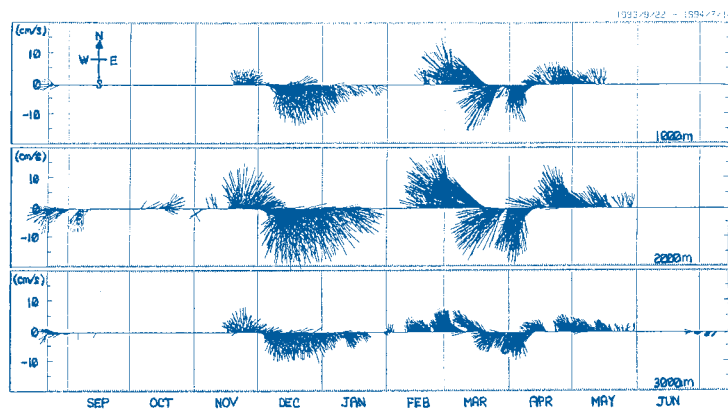 (cm/s)
N
10
W E
0
S
-10
1000m
(cm/s)
10
0
-10
2000m
(cm/s)
10
0
-10
3000m
SEP OCT NOV DEC JAN FEB MAR APR MAY JUN